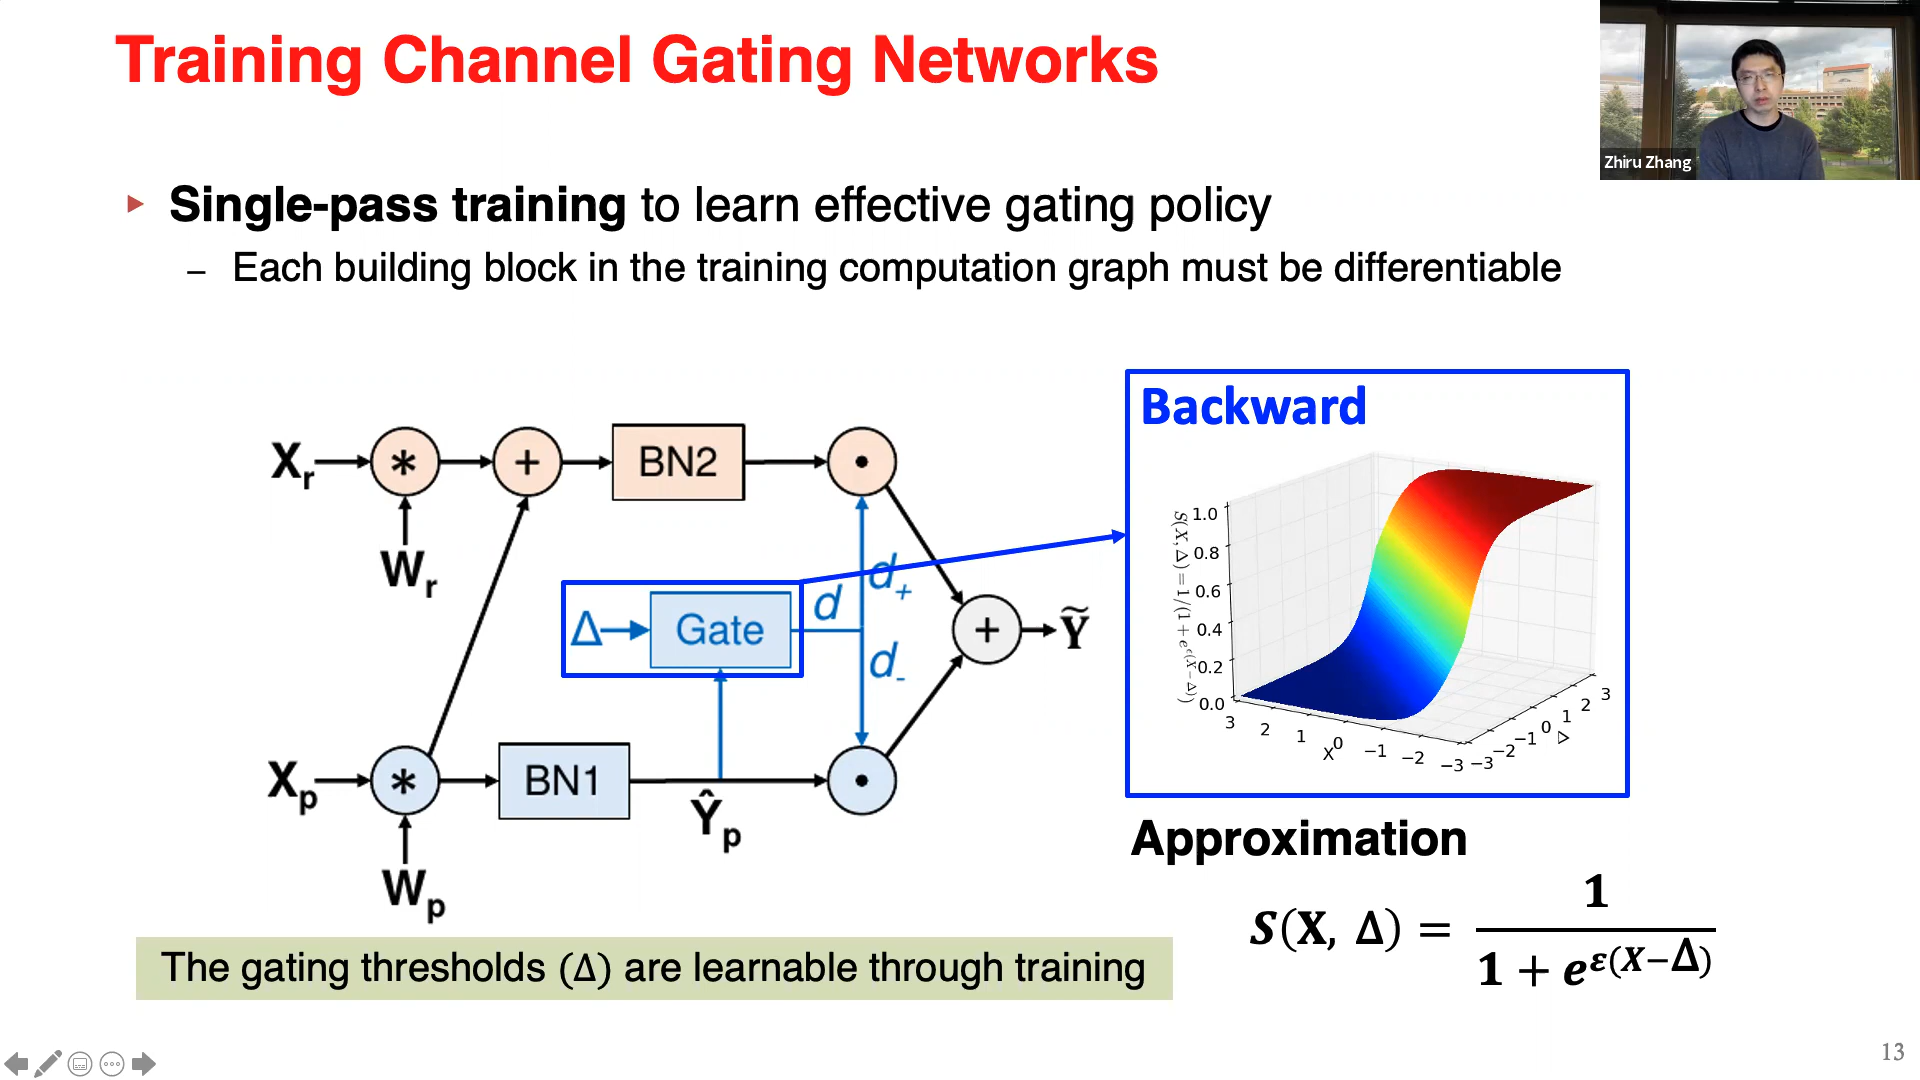 Training Channel Gating Networks
Zhiru Zhang
Single-pass training to learn effective gating policy
– Each building block in the training computation graph must be differentiable
Backward
X_r * + BN2 •
W_r
Δ Gate d d_+
d_-
+ Ỹ
X_p * BN1 •
Ŷ_p
W_p
S(X, Δ) = 1/(1 + e^{ε(X−Δ)})
1.0
0.8
0.6
0.4
0.2
0.0
3 2 1 0 −1 −2 −3
X
−3 −2 −1 0 1 2 3
Δ
Approximation
S(X, Δ) = 1 / (1 + e^{ε(X−Δ)})
The gating thresholds (Δ) are learnable through training
13